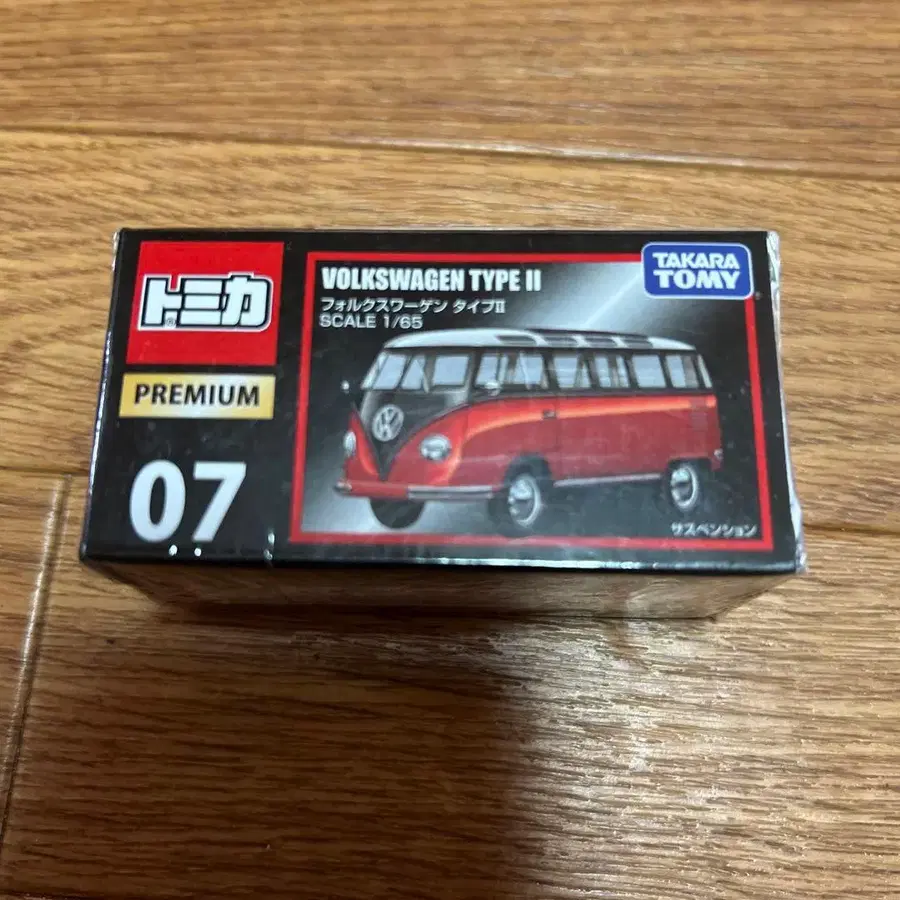 トミカ
PREMIUM
07
VOLKSWAGEN TYPE II
フォルクスワーゲン タイプII
SCALE 1/65
TAKARA
TOMY
サスペンション